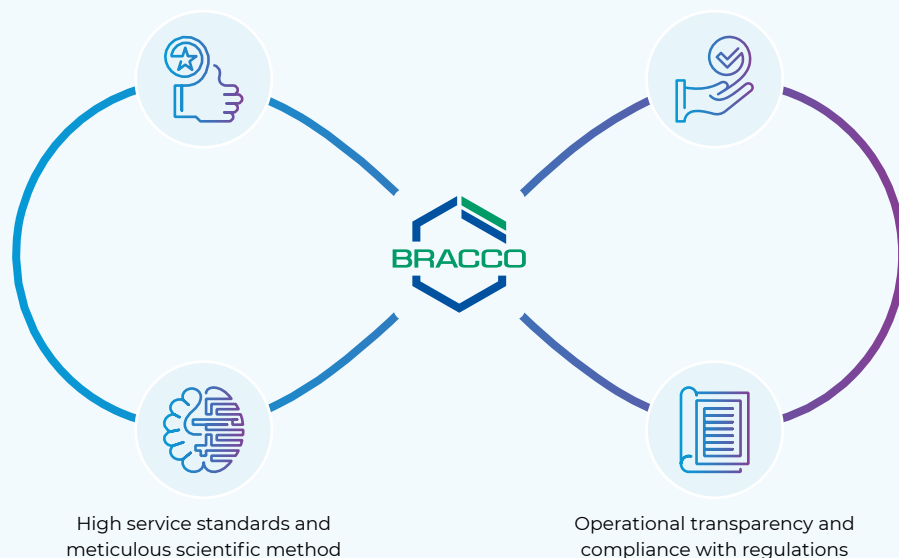 BRACCO
High service standards and
meticulous scientific method
Operational transparency and
compliance with regulations